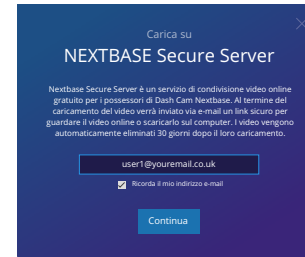 Carica su
NEXTBASE Secure Server
Nextbase Secure Server è un servizio di condivisione video online
gratuito per i possessori di Dash Cam Nextbase. Al termine del
caricamento del video verrà inviato via e-mail un link sicuro per
guardare il video online o scaricarlo sul computer. I video vengono
automaticamente eliminati 30 giorni dopo il loro caricamento.
user1@youremail.co.uk
Ricorda il mio indirizzo e-mail
Continua